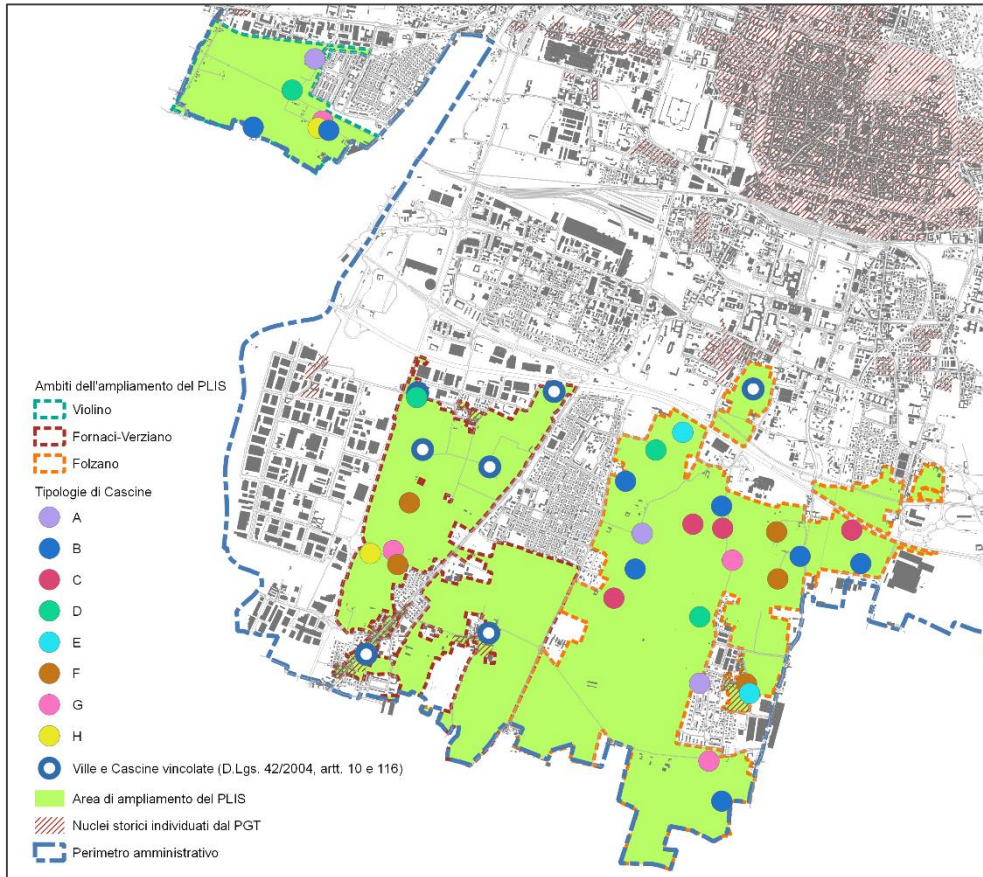 Ambiti dell'ampliamento del PLIS
Violino
Fornaci-Verziano
Folzano
Tipologie di Cascine
A
B
C
D
E
F
G
H
Ville e Cascine vincolate (D.Lgs. 42/2004, artt. 10 e 116)
Area di ampliamento del PLIS
Nuclei storici individuati dal PGT
Perimetro amministrativo